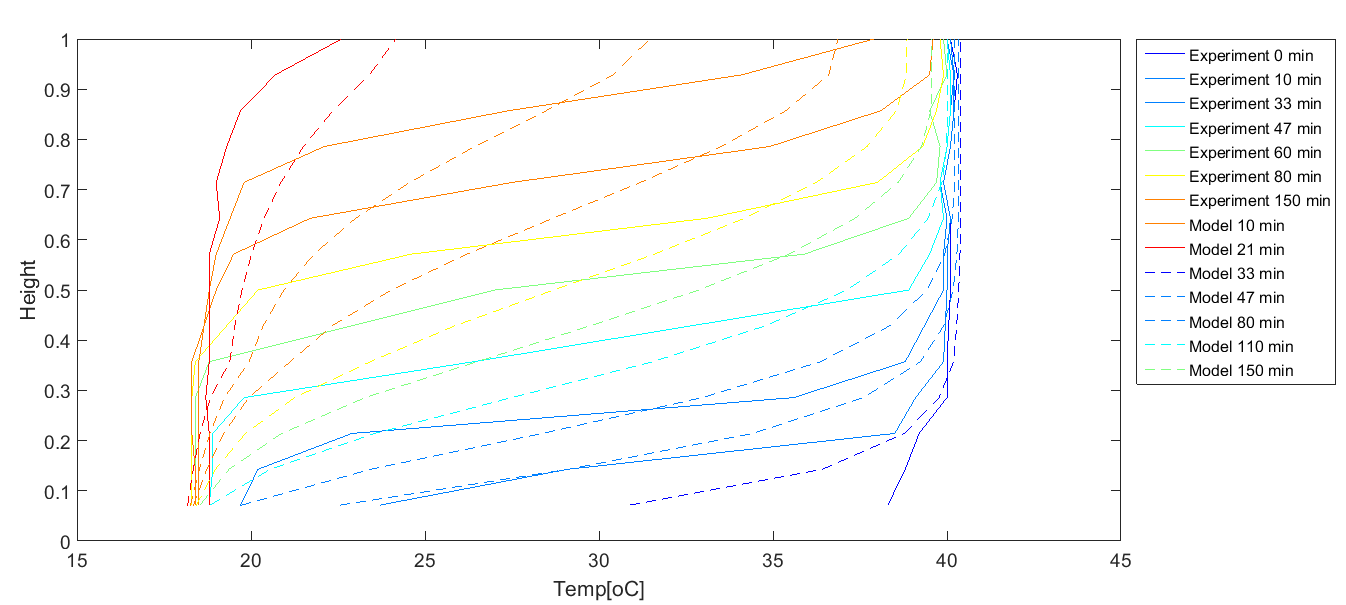 1
0.9
0.8
0.7
0.6
0.5
0.4
0.3
0.2
0.1
0
Height
15 20 25 30 35 40 45
Temp[oC]
Experiment 0 min
Experiment 10 min
Experiment 33 min
Experiment 47 min
Experiment 60 min
Experiment 80 min
Experiment 150 min
Model 10 min
Model 21 min
Model 33 min
Model 47 min
Model 80 min
Model 110 min
Model 150 min